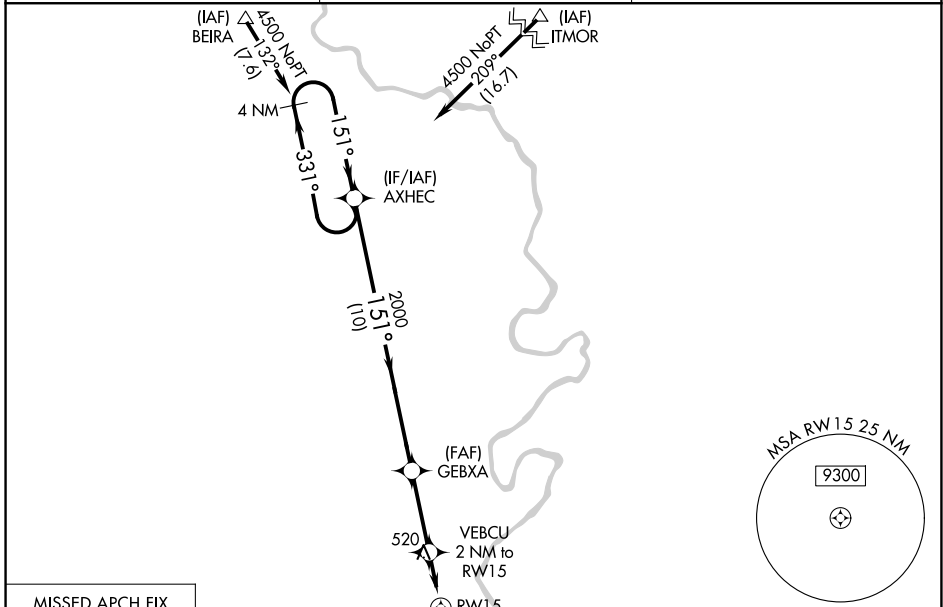 (IAF)
BEIRA
4500 NoPT
132°
(7.6)
(IAF)
ITMOR
4500 NoPT
209°
(16.7)
4 NM
151°
331°
(IF/IAF)
AXHEC
2000
151°
(10)
(FAF)
GEBXA
520
VEBCU
2 NM to
RW15
RW15
MSA RW15 25 NM
9300
MISSED APCH FIX